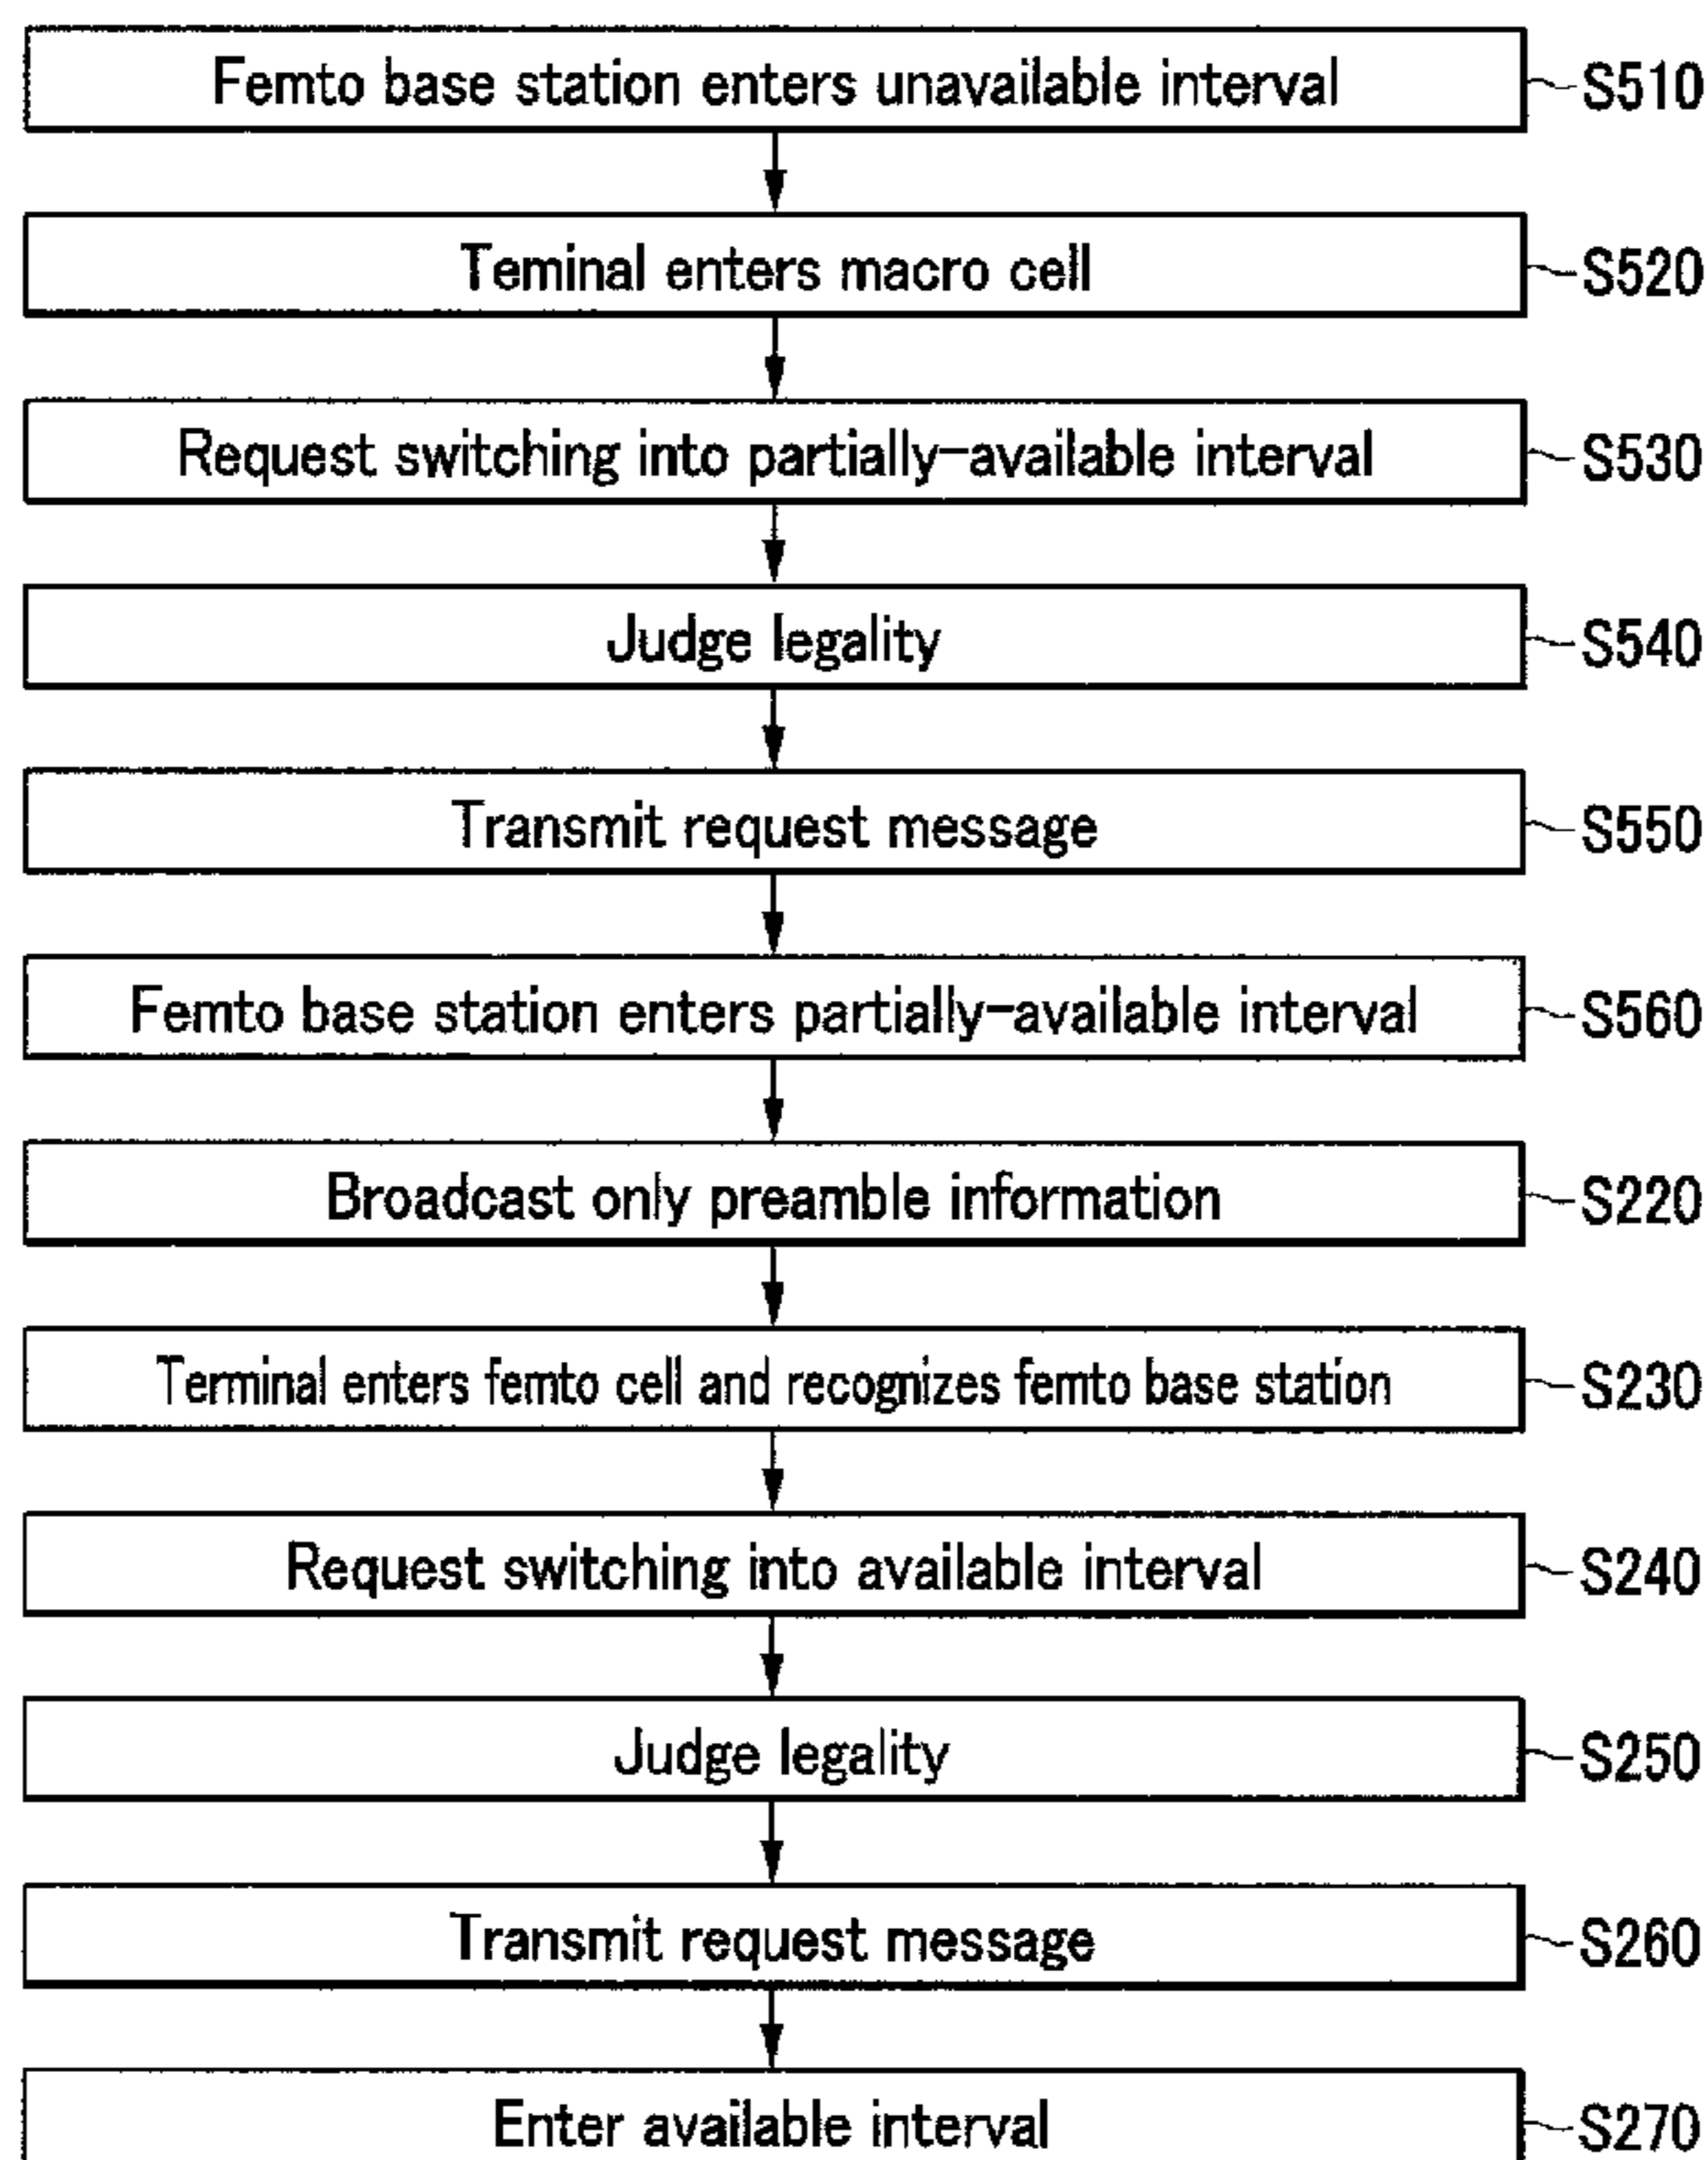 Femto base station enters unavailable interval S510
Teminal enters macro cell S520
Request switching into partially-available interval S530
Judge legality S540
Transmit request message S550
Femto base station enters partially-available interval S560
Broadcast only preamble information S220
Terminal enters femto cell and recognizes femto base station S230
Request switching into available interval S240
Judge legality S250
Transmit request message S260
Enter available interval S270